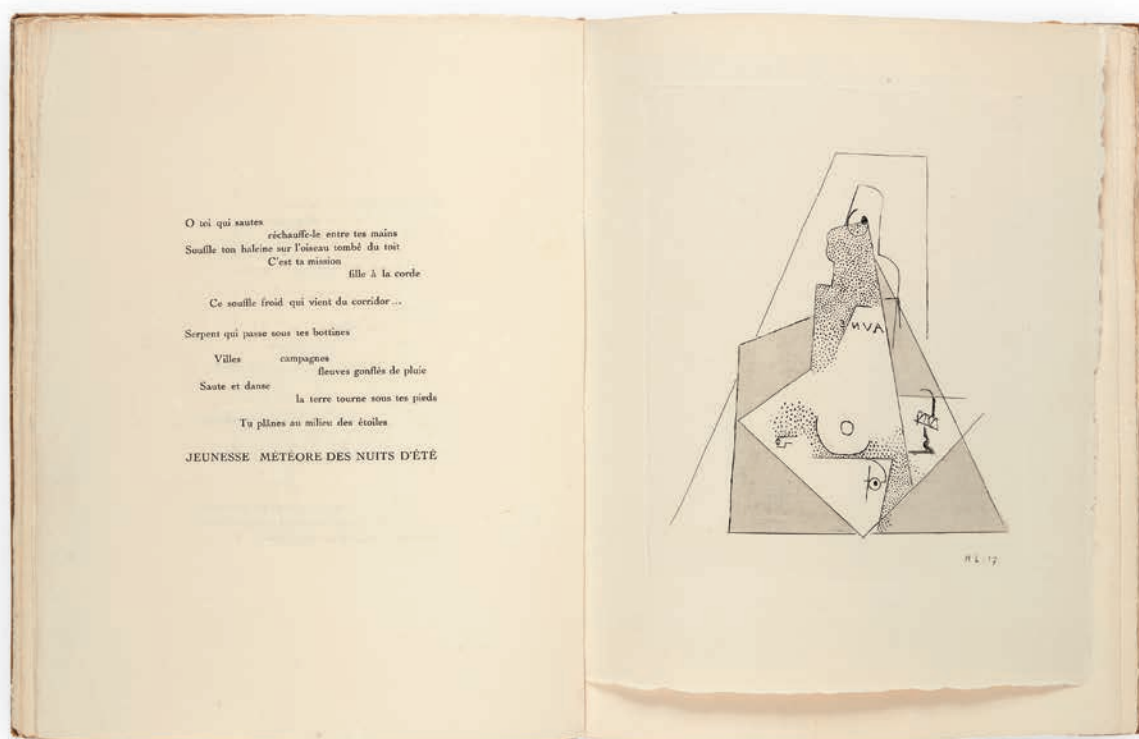 O toi qui sautes
réchauffe-le entre tes mains
Souffle ton haleine sur l'oiseau tombé du toit
C'est ta mission
fille à la corde
Ce souffle froid qui vient du corridor...
Serpent qui passe sous ses bottines
Villes campagnes
fleuves gonflés de pluie
Saute et danse
la terre tourne sous tes pieds
Tu plânes au milieu des étoiles
JEUNESSE MÉTÉORE DES NUITS D'ÉTÉ
H L . 17.